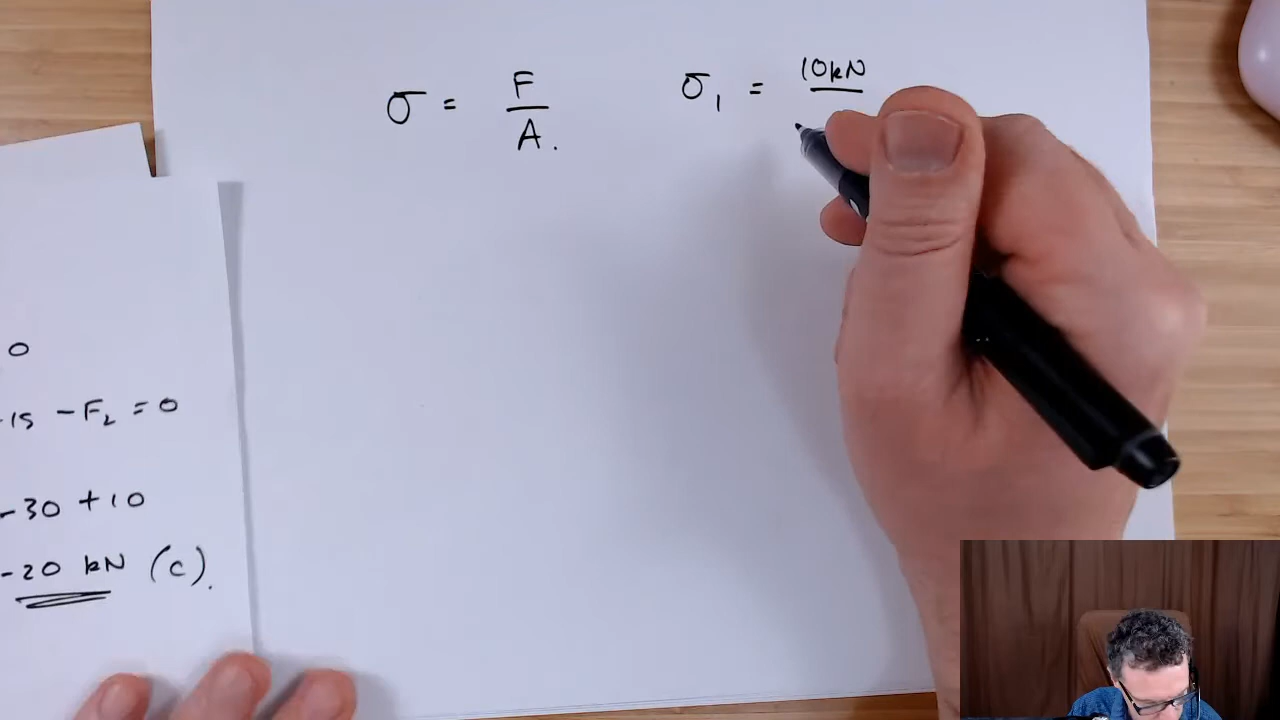 σ = F/A.
σ₁ = 10kN
0
-15 - F₂ = 0
-30 + 10
-20 kN (c).